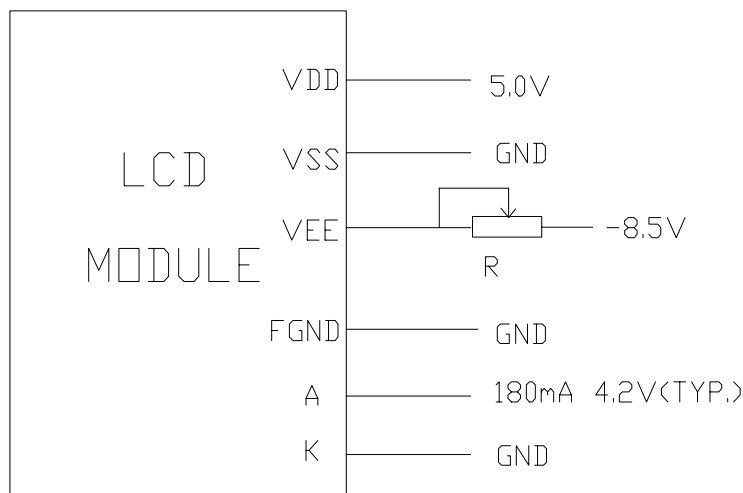 VDD 5.0V
LCD
VSS GND
VEE -8.5V
MODULE
R
FGND GND
A 180mA 4.2V(TYP.)
K GND